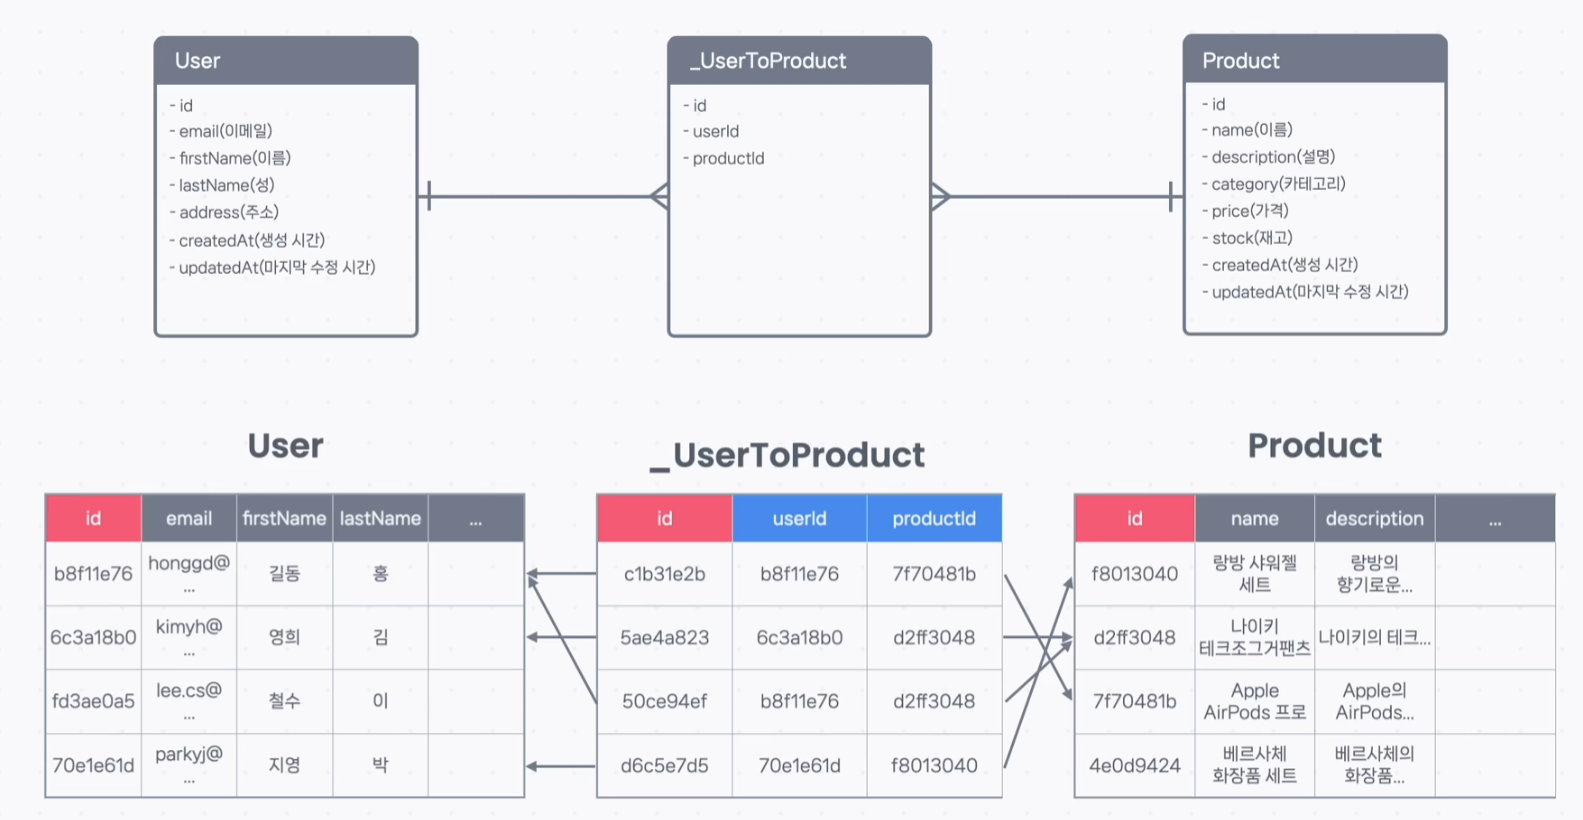 User
- id
- email(이메일)
- firstName(이름)
- lastName(성)
- address(주소)
- createdAt(생성 시간)
- updatedAt(마지막 수정 시간)
_UserToProduct
- id
- userId
- productId
Product
- id
- name(이름)
- description(설명)
- category(카테고리)
- price(가격)
- stock(재고)
- createdAt(생성 시간)
- updatedAt(마지막 수정 시간)
User
id email firstName lastName ...
b8f11e76 honggd@ 길동 홍
...
6c3a18b0 kimyh@ 영희 김
...
fd3ae0a5 lee.cs@ 철수 이
...
70e1e61d parkyj@ 지영 박
...
_UserToProduct
id userId productId
c1b31e2b b8f11e76 7f70481b
5ae4a823 6c3a18b0 d2ff3048
50ce94ef b8f11e76 d2ff3048
d6c5e7d5 70e1e61d f8013040
Product
id name description ...
f8013040 랑방 샤워젤 랑방의
세트 향기로운...
d2ff3048 나이키 나이키의 테크...
테크조그거팬츠
7f70481b Apple Apple의
AirPods 프로 AirPods...
4e0d9424 베르사체 베르사체의
화장품 세트 화장품...